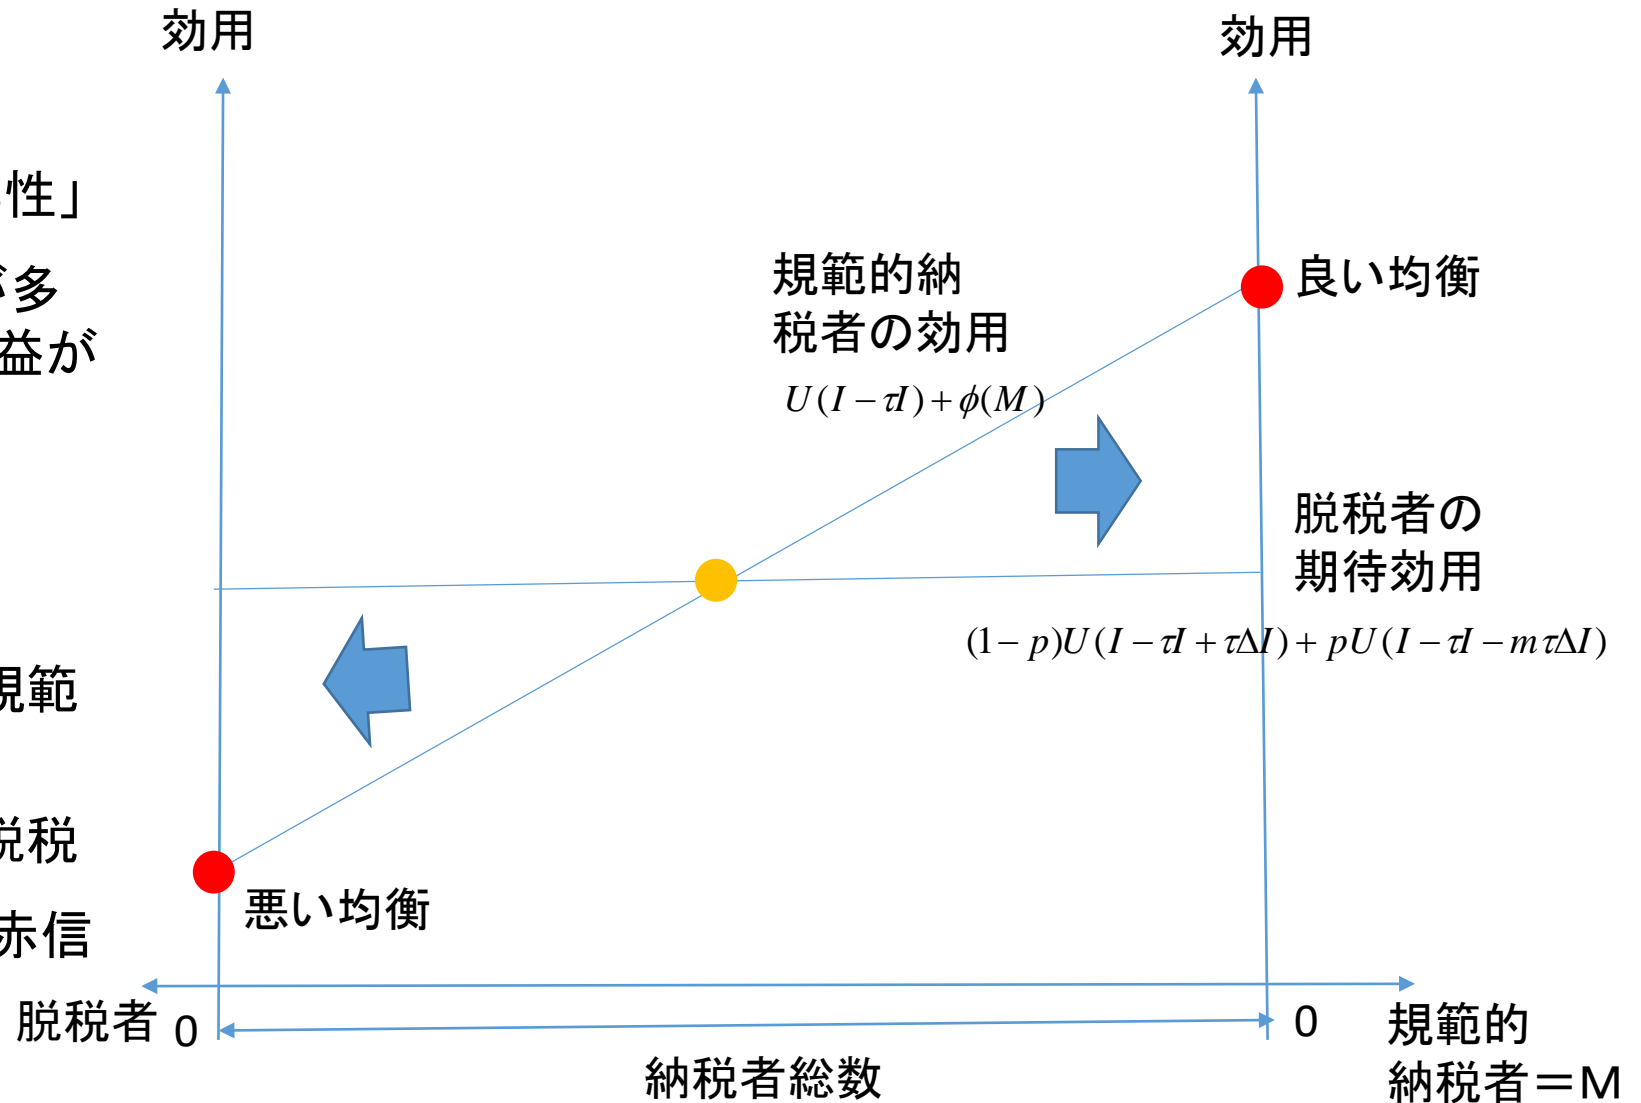 効用
効用
性」
が多
益が
規範的納
税者の効用
U(I − τI) + ϕ(M)
良い均衡
脱税者の
期待効用
(1 − p)U(I − τI + τΔI) + pU(I − τI − mτΔI)
規範
脱税
赤信
悪い均衡
脱税者
0
0
規範的
納税者=M
納税者総数